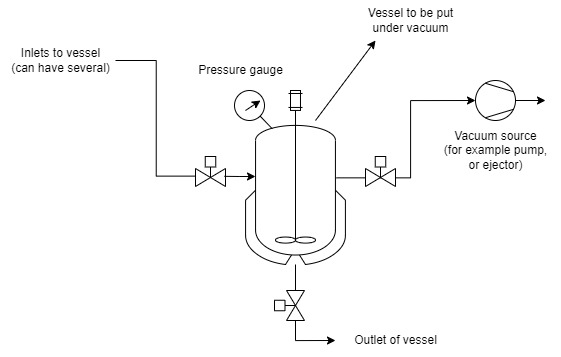 Vessel to be put
under vacuum
Inlets to vessel
(can have several)
Pressure gauge
Vacuum source
(for example pump,
or ejector)
Outlet of vessel